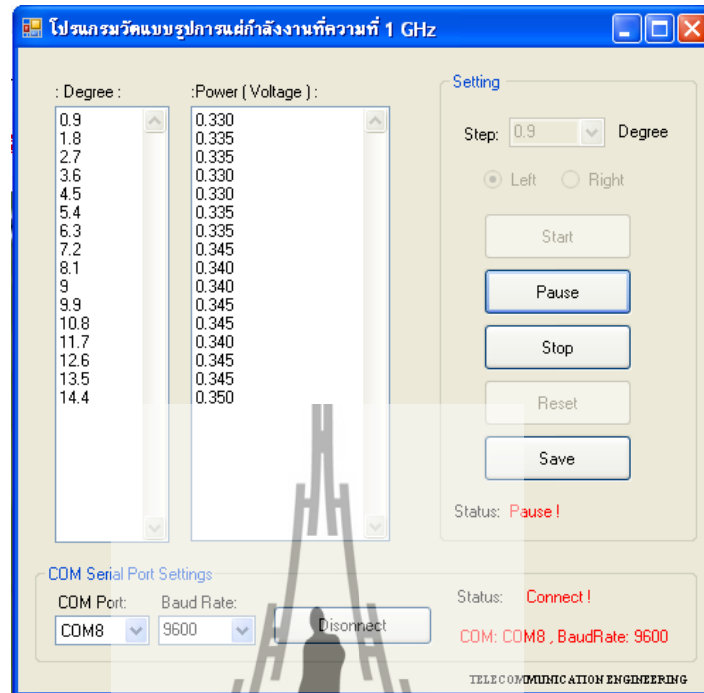 โปรแกรมวัดแบบรูปการแผ่กำลังงานที่ความที่ 1 GHz
: Degree :
:Power ( Voltage ) :
0.9 0.330
1.8 0.335
2.7 0.335
3.6 0.330
4.5 0.330
5.4 0.335
6.3 0.335
7.2 0.345
8.1 0.340
9 0.340
9.9 0.345
10.8 0.345
11.7 0.340
12.6 0.345
13.5 0.345
14.4 0.350
Setting
Step: 0.9 Degree
Left Right
Start
Pause
Stop
Reset
Save
Status: Pause !
COM Serial Port Settings
COM Port: Baud Rate:
COM8 9600 Disonnect
Status: Connect !
COM: COM8 , BaudRate: 9600
TELECOMMUNICATION ENGINEERING